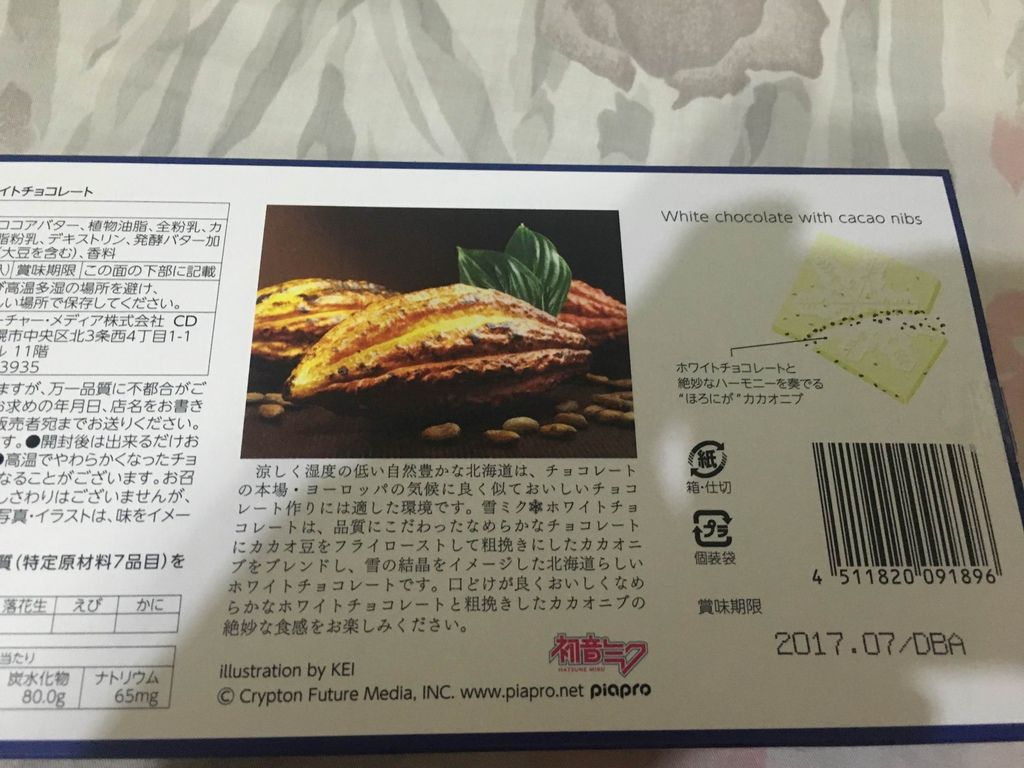 イトチョコレート
ココアバター、植物油脂、全粉乳、カ
脂粉乳、デキストリン、発酵バター加
（大豆を含む）、香料
入）賞味期限 この面の下部に記載
高温多湿の場所を避け、
しい場所で保存してください。
ーチャー・メディア株式会社 CD
幌市中央区北3条西4丁目1-1
ル 11階
3935
ますが、万一品質に不都合がご
お求めの年月日、店名をお書き
販売者宛までお送りください。
す。●開封後は出来るだけお
●高温でやわらかくなったチョ
なることがございます。お召
しさわりはございませんが、
写真・イラストは、味をイメー
質（特定原材料7品目）を
落花生 えび かに
当たり
炭水化物 ナトリウム
80.0g 65mg
涼しく湿度の低い自然豊かな北海道は、チョコレート
の本場・ヨーロッパの気候に良く似ておいしいチョコ
レート作りには適した環境です。雪ミク❄ホワイトチョ
コレートは、品質にこだわったなめらかなチョコレート
にカカオ豆をフライローストして粗挽きにしたカカオニ
ブをブレンドし、雪の結晶をイメージした北海道らしい
ホワイトチョコレートです。口どけが良くおいしくなめ
らかなホワイトチョコレートと粗挽きしたカカオニブの
絶妙な食感をお楽しみください。
illustration by KEI
© Crypton Future Media, INC. www.piapro.net piapro
初音ミク
HATSUNE MIKU
White chocolate with cacao nibs
ホワイトチョコレートと
絶妙なハーモニーを奏でる
“ほろにが”カカオニブ
紙
箱・仕切
プラ
個装袋
4 511820 091896
賞味期限
2017.07/DBA